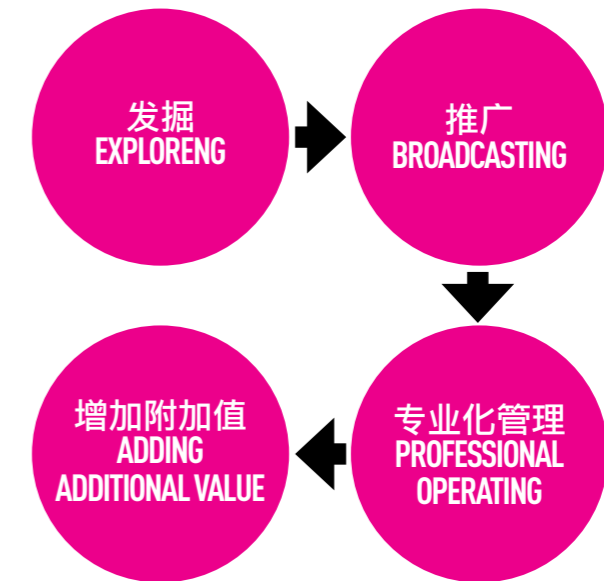 发掘
EXPLORENG
推广
BROADCASTING
专业化管理
PROFESSIONAL
OPERATING
增加附加值
ADDING
ADDITIONAL VALUE